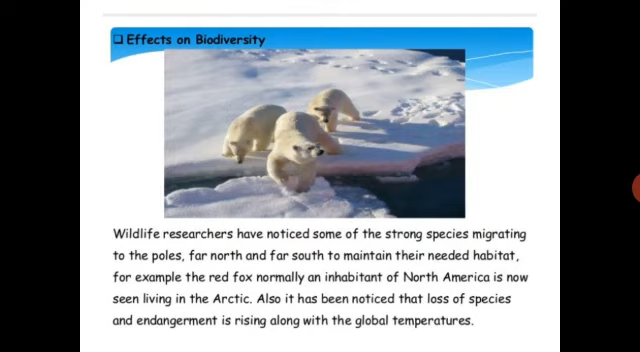 ❑ Effects on Biodiversity
Wildlife researchers have noticed some of the strong species migrating
to the poles, far north and far south to maintain their needed habitat,
for example the red fox normally an inhabitant of North America is now
seen living in the Arctic. Also it has been noticed that loss of species
and endangerment is rising along with the global temperatures.